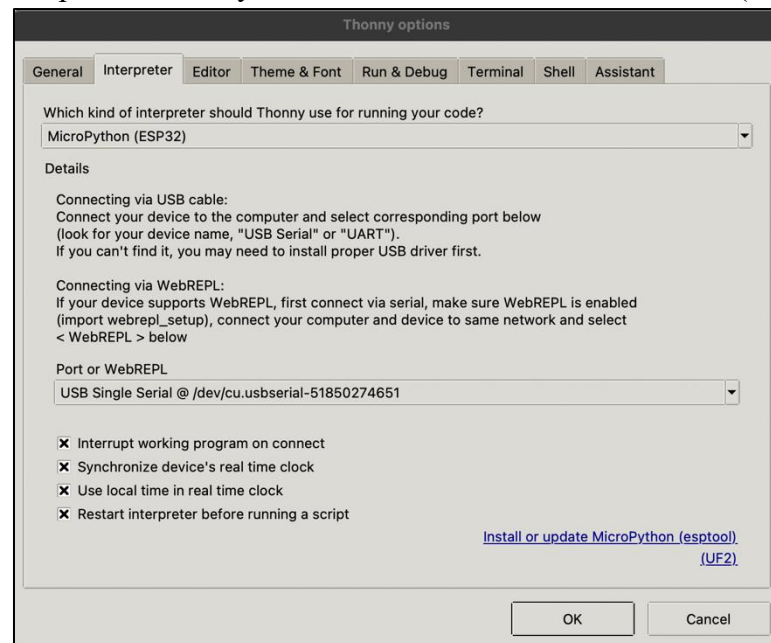 Thonny options
General Interpreter Editor Theme & Font Run & Debug Terminal Shell Assistant
Which kind of interpreter should Thonny use for running your code?
MicroPython (ESP32)
Details
Connecting via USB cable:
Connect your device to the computer and select corresponding port below
(look for your device name, "USB Serial" or "UART").
If you can't find it, you may need to install proper USB driver first.
Connecting via WebREPL:
If your device supports WebREPL, first connect via serial, make sure WebREPL is enabled
(import webrepl_setup), connect your computer and device to same network and select
< WebREPL > below
Port or WebREPL
USB Single Serial @ /dev/cu.usbserial-51850274651
Interrupt working program on connect
Synchronize device's real time clock
Use local time in real time clock
Restart interpreter before running a script
Install or update MicroPython (esptool)
(UF2)
OK Cancel